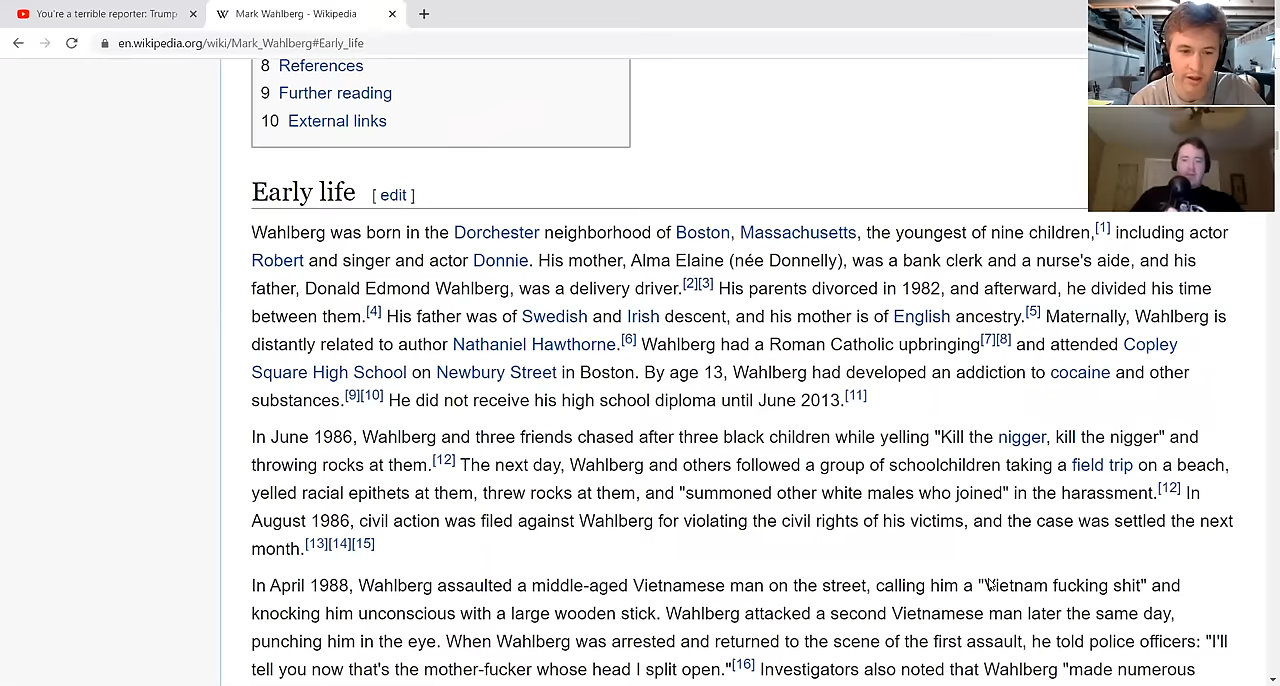 You're a terrible reporter: Trump
Mark Wahlberg - Wikipedia
en.wikipedia.org/wiki/Mark_Wahlberg#Early_life
8 References
9 Further reading
10 External links
Early life [ edit ]
Wahlberg was born in the Dorchester neighborhood of Boston, Massachusetts, the youngest of nine children,[1] including actor
Robert and singer and actor Donnie. His mother, Alma Elaine (née Donnelly), was a bank clerk and a nurse's aide, and his
father, Donald Edmond Wahlberg, was a delivery driver.[2][3] His parents divorced in 1982, and afterward, he divided his time
between them.[4] His father was of Swedish and Irish descent, and his mother is of English ancestry.[5] Maternally, Wahlberg is
distantly related to author Nathaniel Hawthorne.[6] Wahlberg had a Roman Catholic upbringing[7][8] and attended Copley
Square High School on Newbury Street in Boston. By age 13, Wahlberg had developed an addiction to cocaine and other
substances.[9][10] He did not receive his high school diploma until June 2013.[11]
In June 1986, Wahlberg and three friends chased after three black children while yelling "Kill the nigger, kill the nigger" and
throwing rocks at them.[12] The next day, Wahlberg and others followed a group of schoolchildren taking a field trip on a beach,
yelled racial epithets at them, threw rocks at them, and "summoned other white males who joined" in the harassment.[12] In
August 1986, civil action was filed against Wahlberg for violating the civil rights of his victims, and the case was settled the next
month.[13][14][15]
In April 1988, Wahlberg assaulted a middle-aged Vietnamese man on the street, calling him a "Vietnam fucking shit" and
knocking him unconscious with a large wooden stick. Wahlberg attacked a second Vietnamese man later the same day,
punching him in the eye. When Wahlberg was arrested and returned to the scene of the first assault, he told police officers: "I'll
tell you now that's the mother-fucker whose head I split open."[16] Investigators also noted that Wahlberg "made numerous